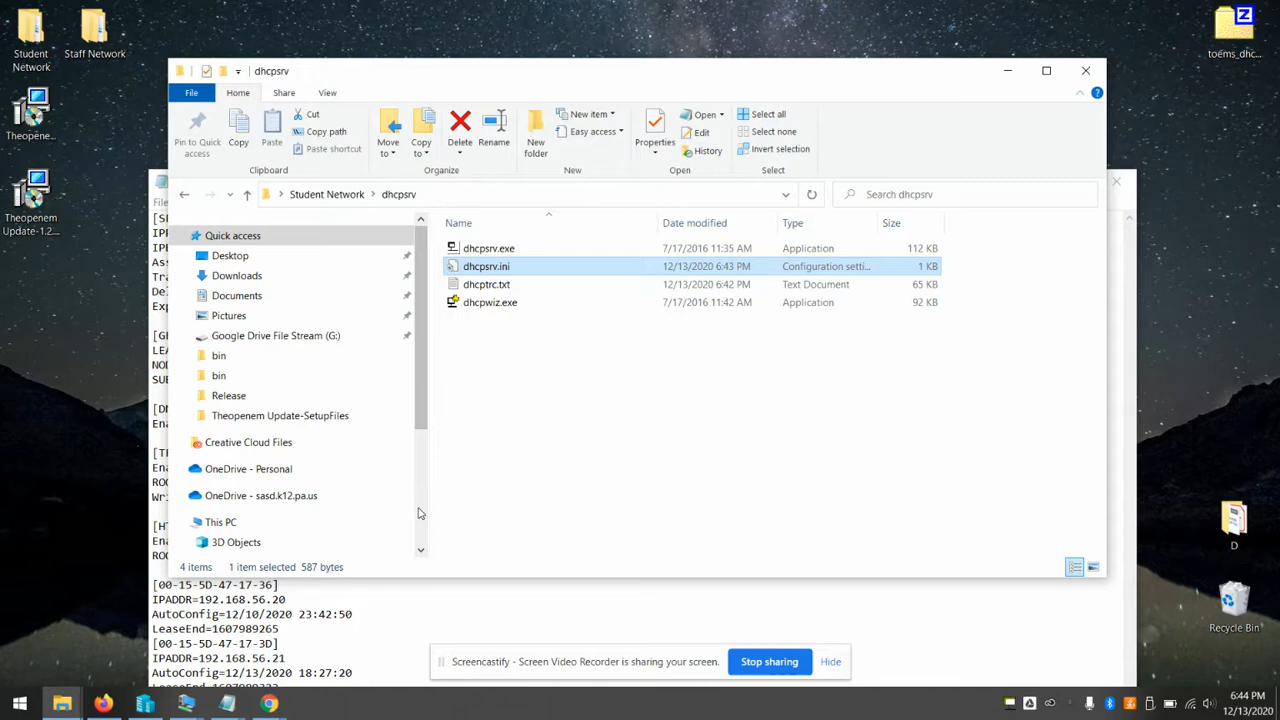 Student
Network
Staff Network
Theopenem...
Theopenem
Update-1.2...
toems_dhc...
D
Recycle Bin
dhcpsrv
File
Home
Share
View
Pin to Quick
access
Copy
Paste
Cut
Copy path
Paste shortcut
Clipboard
Move
to
Copy
to
Delete
Rename
Organize
New
folder
New item
Easy access
New
Properties
Open
Edit
History
Open
Select all
Select none
Invert selection
Select
Student Network > dhcpsrv
Search dhcpsrv
Quick access
Desktop
Downloads
Documents
Pictures
Google Drive File Stream (G:)
bin
bin
Release
Theopenem Update-SetupFiles
Creative Cloud Files
OneDrive - Personal
OneDrive - sasd.k12.pa.us
This PC
3D Objects
Name Date modified Type Size
dhcpsrv.exe 7/17/2016 11:35 AM Application 112 KB
dhcpsrv.ini 12/13/2020 6:43 PM Configuration setti... 1 KB
dhcptrc.txt 12/13/2020 6:42 PM Text Document 65 KB
dhcpwiz.exe 7/17/2016 11:42 AM Application 92 KB
4 items 1 item selected 587 bytes
[00-15-5D-47-17-36]
IPADDR=192.168.56.20
AutoConfig=12/10/2020 23:42:50
LeaseEnd=1607989265
[00-15-5D-47-17-3D]
IPADDR=192.168.56.21
AutoConfig=12/13/2020 18:27:20
Screencastify - Screen Video Recorder is sharing your screen.
Stop sharing
Hide
6:44 PM
12/13/2020